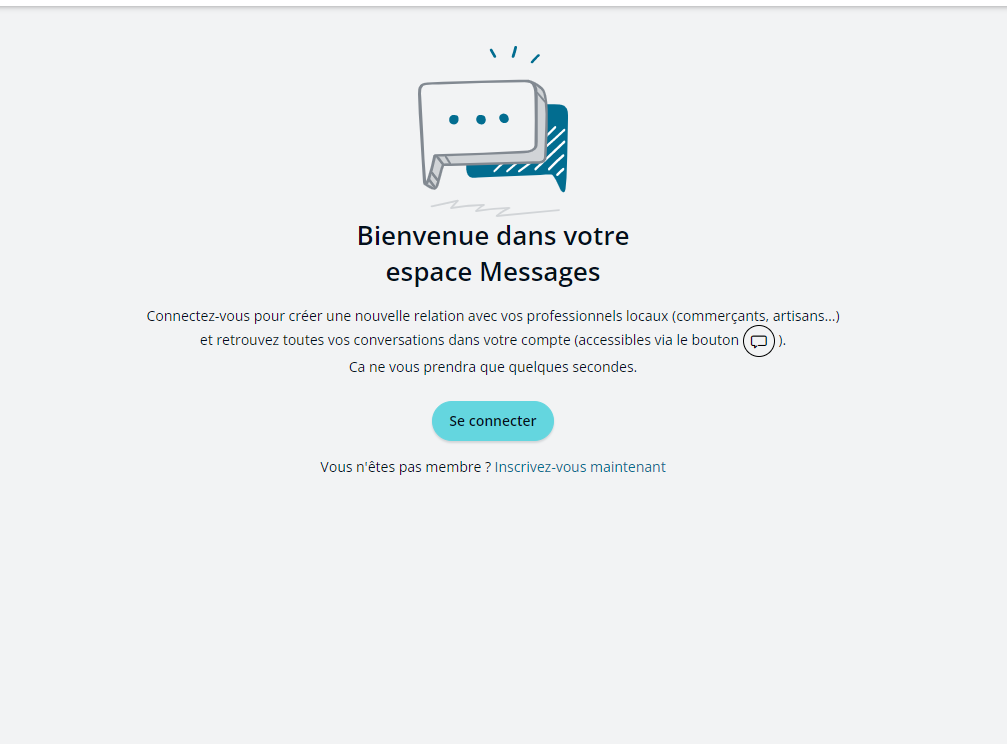 Bienvenue dans votre
espace Messages
Connectez-vous pour créer une nouvelle relation avec vos professionnels locaux (commerçants, artisans...)
et retrouvez toutes vos conversations dans votre compte (accessibles via le bouton ).
Ca ne vous prendra que quelques secondes.
Se connecter
Vous n'êtes pas membre ? Inscrivez-vous maintenant